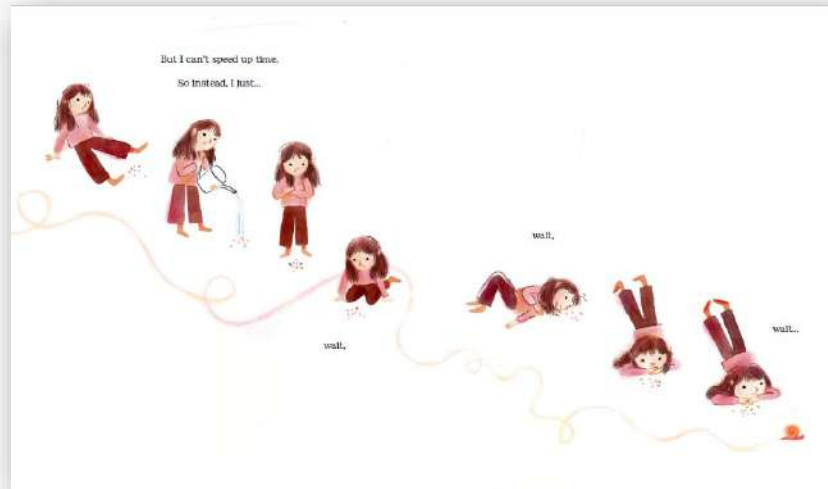 But I can't speed up time.
So instead, I just...
wait,
wait,
wait...